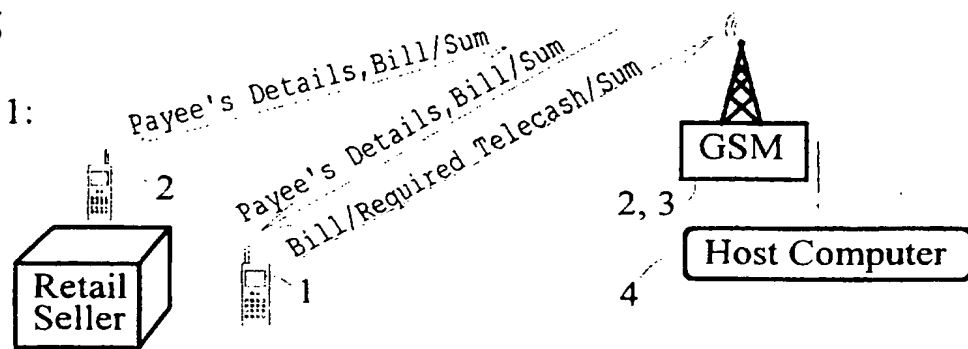 1:
Payee's Details,Bill/Sum
Payee's Details,Bill/Sum
Bill/Required Telecash/Sum
GSM
2
2, 3
Host Computer
Retail
Seller
1
4